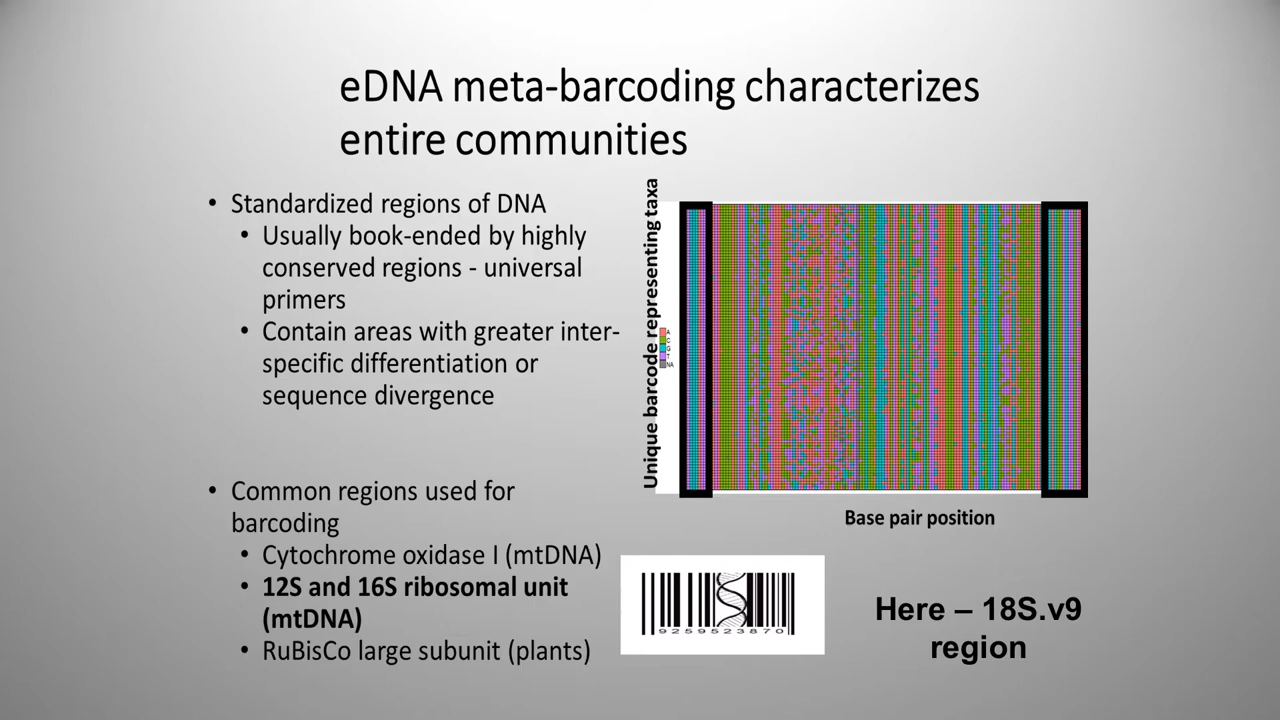 eDNA meta-barcoding characterizes
entire communities
• Standardized regions of DNA
• Usually book-ended by highly
conserved regions - universal
primers
• Contain areas with greater inter-
specific differentiation or
sequence divergence
• Common regions used for
barcoding
• Cytochrome oxidase I (mtDNA)
• 12S and 16S ribosomal unit
(mtDNA)
• RuBisCo large subunit (plants)
Unique barcode representing taxa
A
C
G
T
NA
Base pair position
9259523870
Here – 18S.v9
region